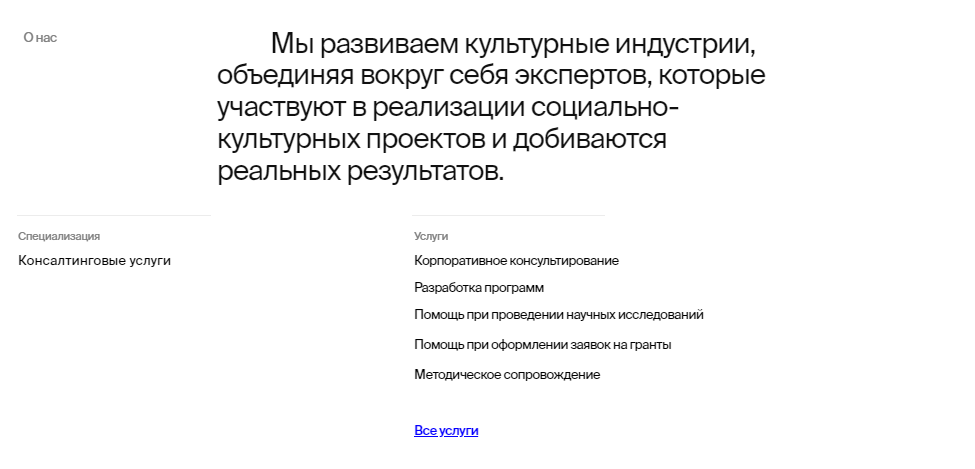 О нас
Мы развиваем культурные индустрии,
объединяя вокруг себя экспертов, которые
участвуют в реализации социально-
культурных проектов и добиваются
реальных результатов.
Специализация
Консалтинговые услуги
Услуги
Корпоративное консультирование
Разработка программ
Помощь при проведении научных исследований
Помощь при оформлении заявок на гранты
Методическое сопровождение
Все услуги